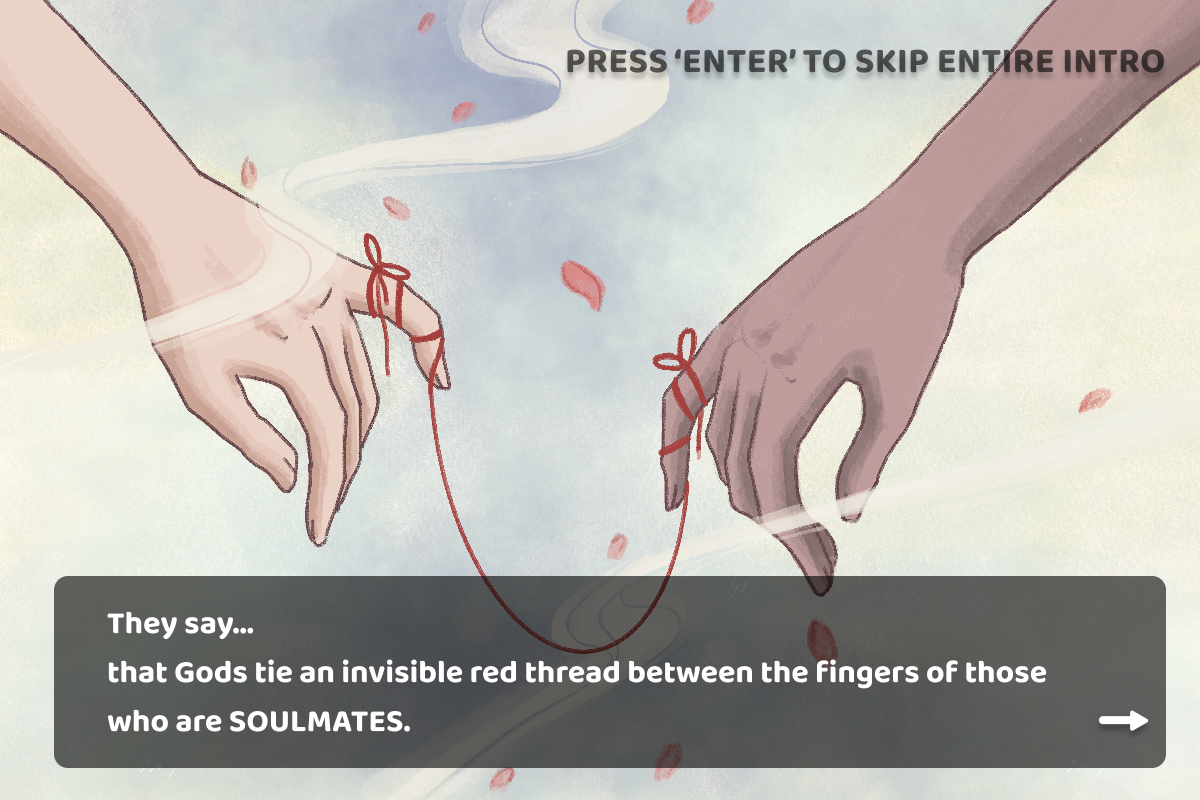 PRESS ‘ENTER’ TO SKIP ENTIRE INTRO
They say...
that Gods tie an invisible red thread between the fingers of those
who are SOULMATES.